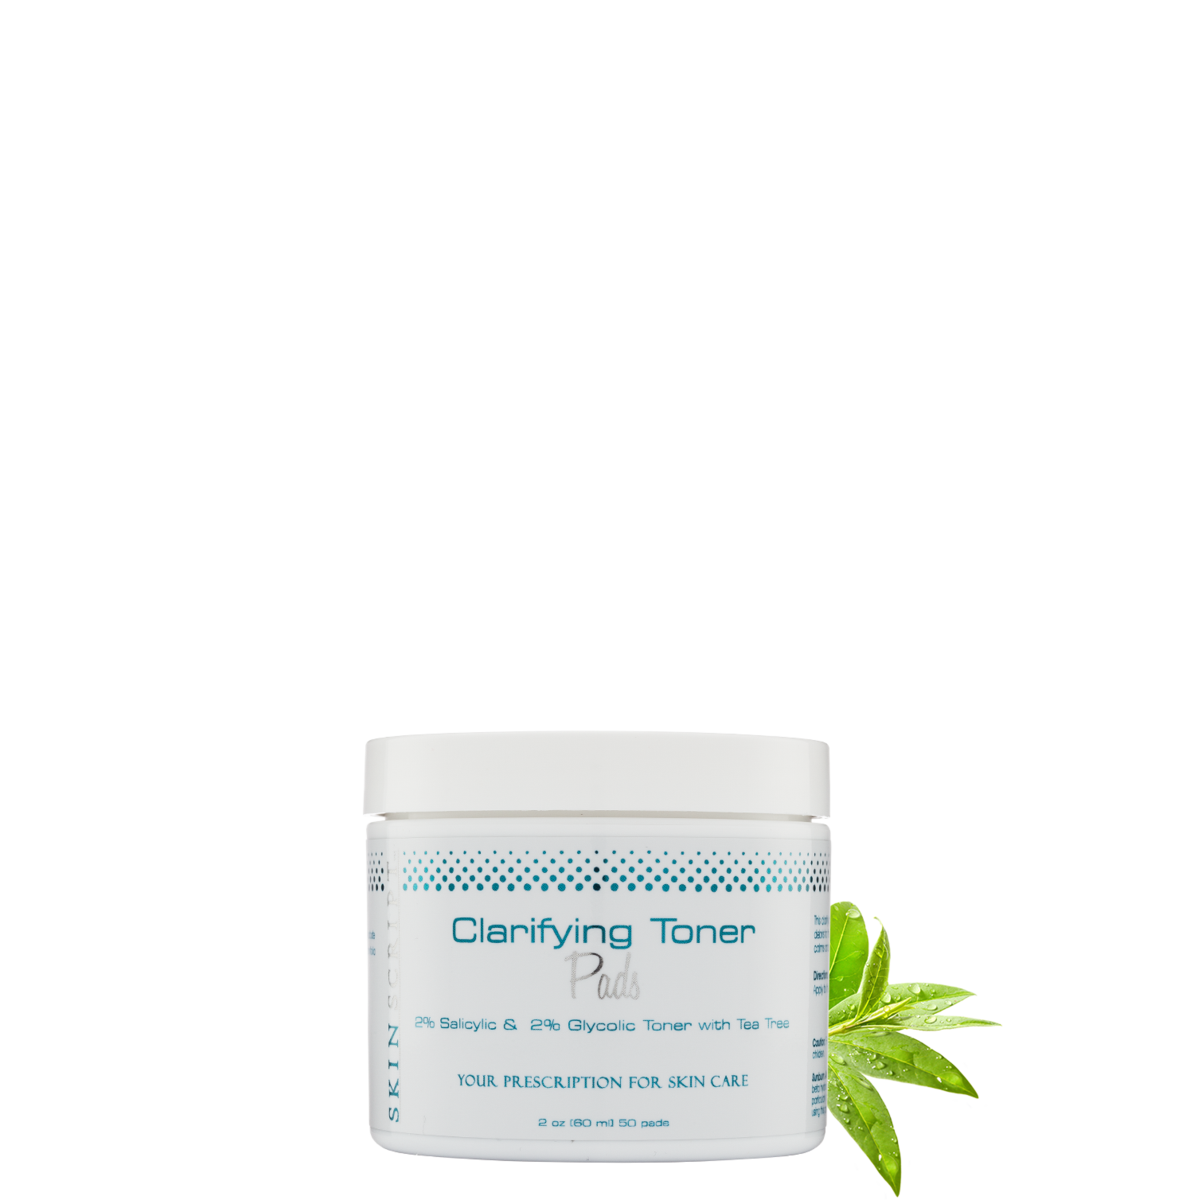 SKIN SCRIPT
Clarifying Toner
Pads
2% Salicylic & 2% Glycolic Toner with Tea Tree
YOUR PRESCRIPTION FOR SKIN CARE
2 oz (60 ml) 50 pads